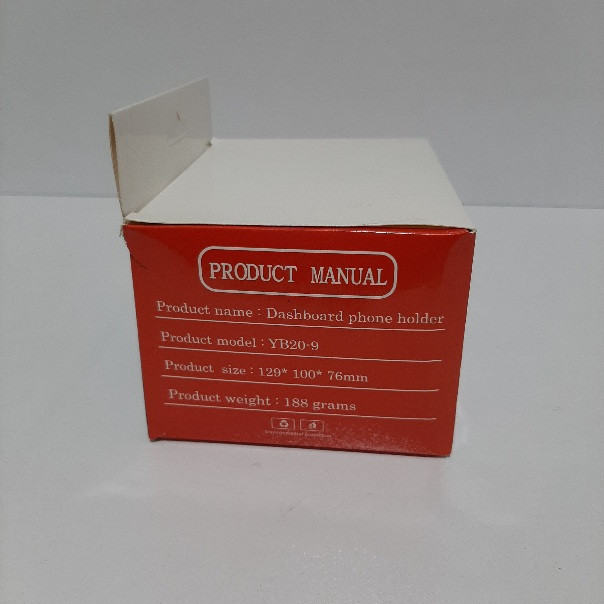 PRODUCT MANUAL
Product name : Dashboard phone holder
Product model : YB20-9
Product size : 129* 100* 76mm
Product weight : 188 grams